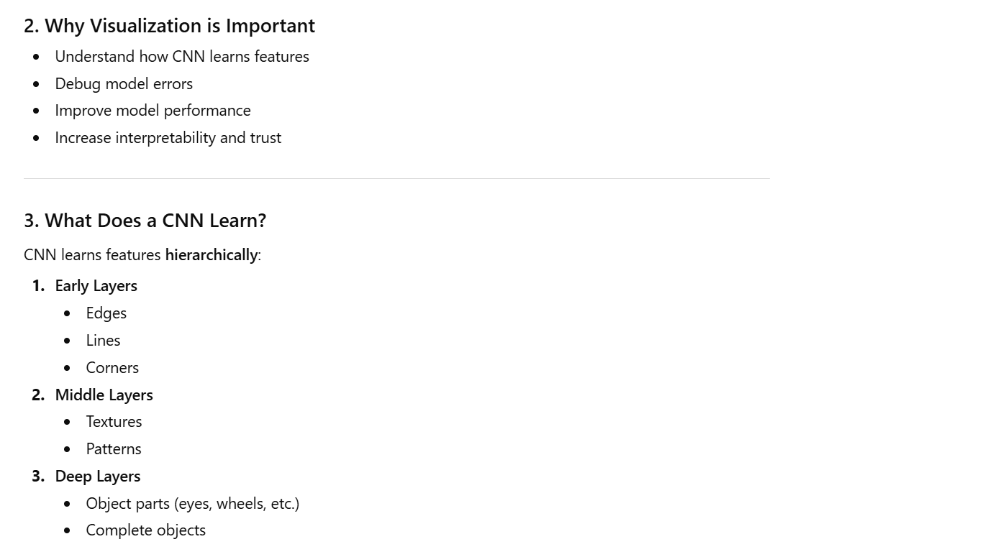 2. Why Visualization is Important
• Understand how CNN learns features
• Debug model errors
• Improve model performance
• Increase interpretability and trust
3. What Does a CNN Learn?
CNN learns features hierarchically:
1. Early Layers
• Edges
• Lines
• Corners
2. Middle Layers
• Textures
• Patterns
3. Deep Layers
• Object parts (eyes, wheels, etc.)
• Complete objects